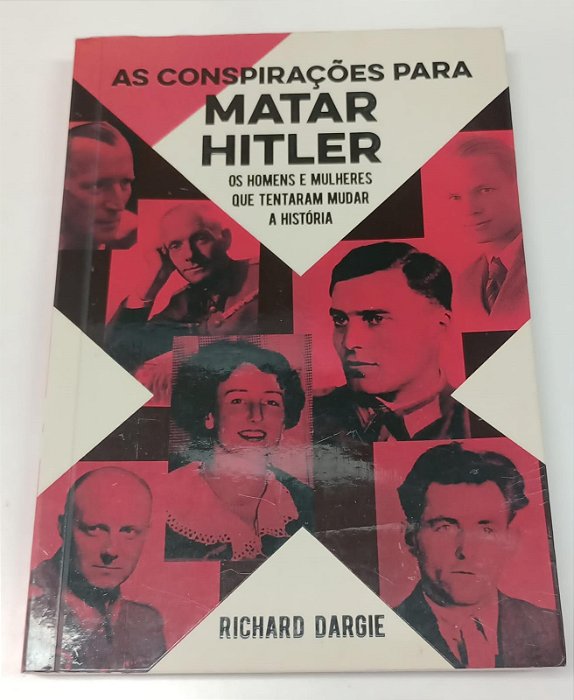 AS CONSPIRAÇÕES PARA
MATAR
HITLER
OS HOMENS E MULHERES
QUE TENTARAM MUDAR
A HISTÓRIA
RICHARD DARGIE